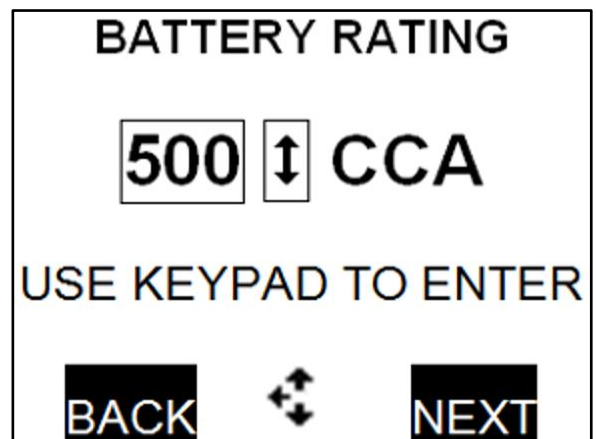 BATTERY RATING
500 ↕ CCA
USE KEYPAD TO ENTER
BACK NEXT